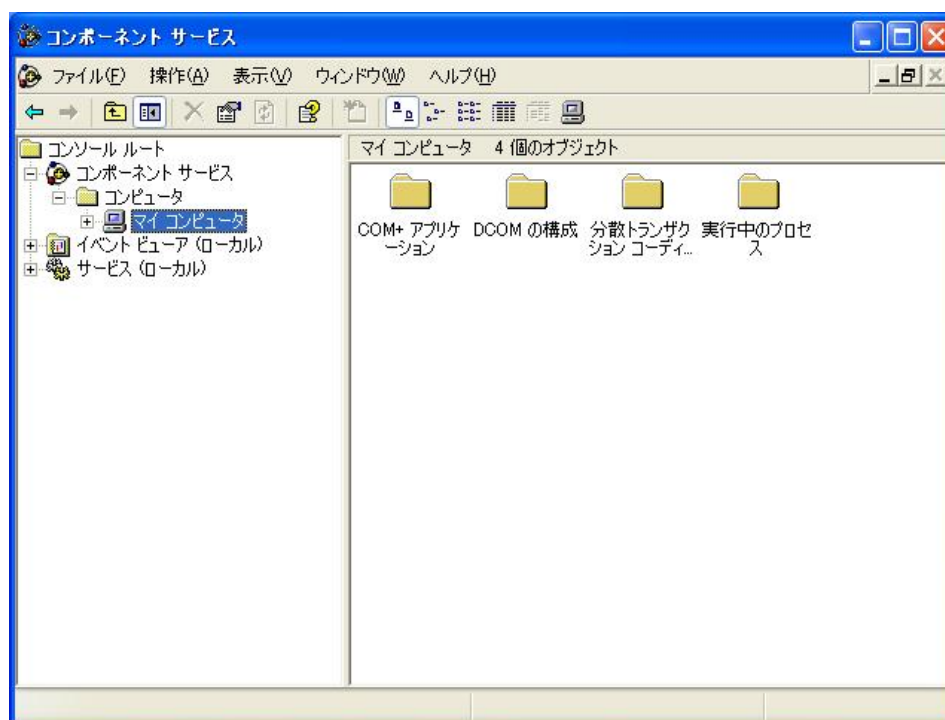 コンポーネント サービス
ファイル(F) 操作(A) 表示(V) ウィンドウ(W) ヘルプ(H)
コンソール ルート
コンポーネント サービス
コンピュータ
マイ コンピュータ
イベント ビューア (ローカル)
サービス (ローカル)
マイ コンピュータ 4 個のオブジェクト
COM+ アプリケ
ーション
DCOM の構成
分散トランザク
ション コーディ...
実行中のプロセ
ス